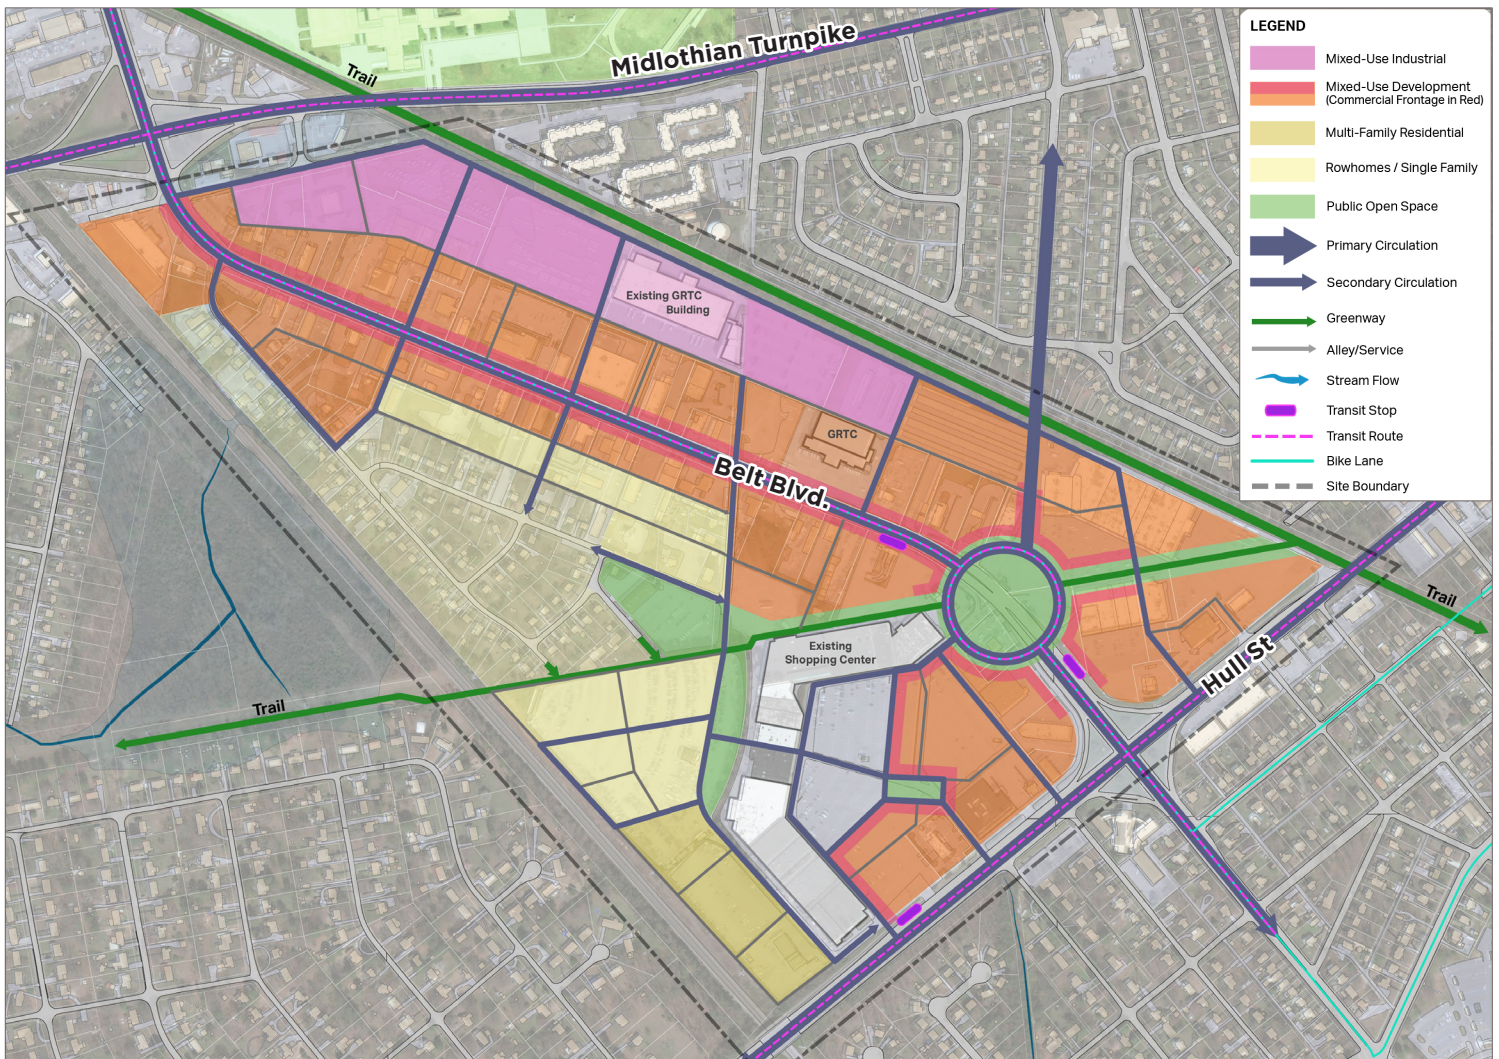 Midlothian Turnpike
Trail
Existing GRTC
Building
GRTC
Belt Blvd.
Existing
Shopping Center
Trail
Hull St
Trail
LEGEND
Mixed-Use Industrial
Mixed-Use Development
(Commercial Frontage in Red)
Multi-Family Residential
Rowhomes / Single Family
Public Open Space
Primary Circulation
Secondary Circulation
Greenway
Alley/Service
Stream Flow
Transit Stop
Transit Route
Bike Lane
Site Boundary